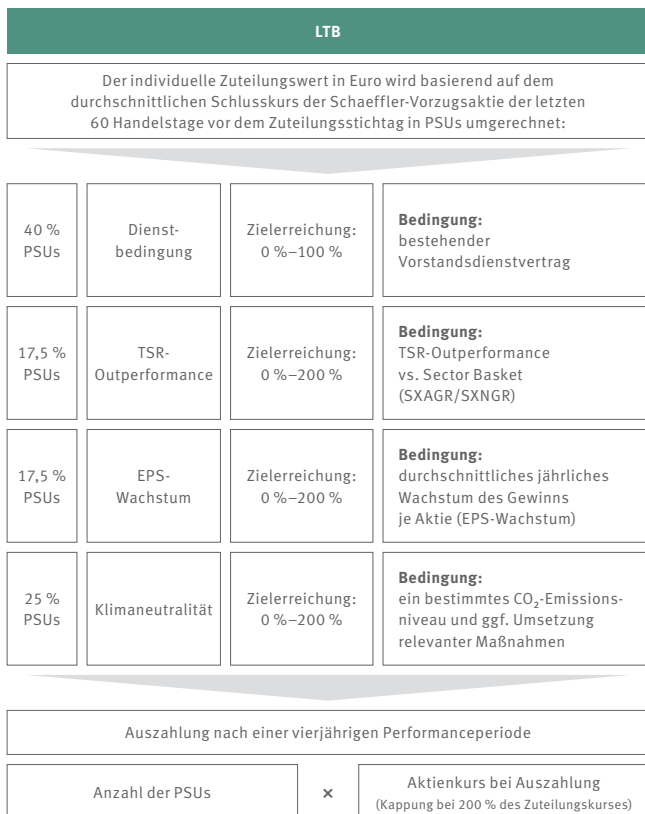 LTB
Der individuelle Zuteilungswert in Euro wird basierend auf dem
durchschnittlichen Schlusskurs der Schaeffler-Vorzugsaktie der letzten
60 Handelstage vor dem Zuteilungsstichtag in PSUs umgerechnet:
40 %
PSUs
Dienst-
bedingung
Zielerreichung:
0 %–100 %
Bedingung:
bestehender
Vorstandsdienstvertrag
17,5 %
PSUs
TSR-
Outperformance
Zielerreichung:
0 %–200 %
Bedingung:
TSR-Outperformance
vs. Sector Basket
(SXAGR/SXNGR)
17,5 %
PSUs
EPS-
Wachstum
Zielerreichung:
0 %–200 %
Bedingung:
durchschnittliches jährliches
Wachstum des Gewinns
je Aktie (EPS-Wachstum)
25 %
PSUs
Klimaneutralität
Zielerreichung:
0 %–200 %
Bedingung:
ein bestimmtes CO₂-Emissions-
niveau und ggf. Umsetzung
relevanter Maßnahmen
Auszahlung nach einer vierjährigen Performanceperiode
Anzahl der PSUs
×
Aktienkurs bei Auszahlung
(Kappung bei 200 % des Zuteilungskurses)